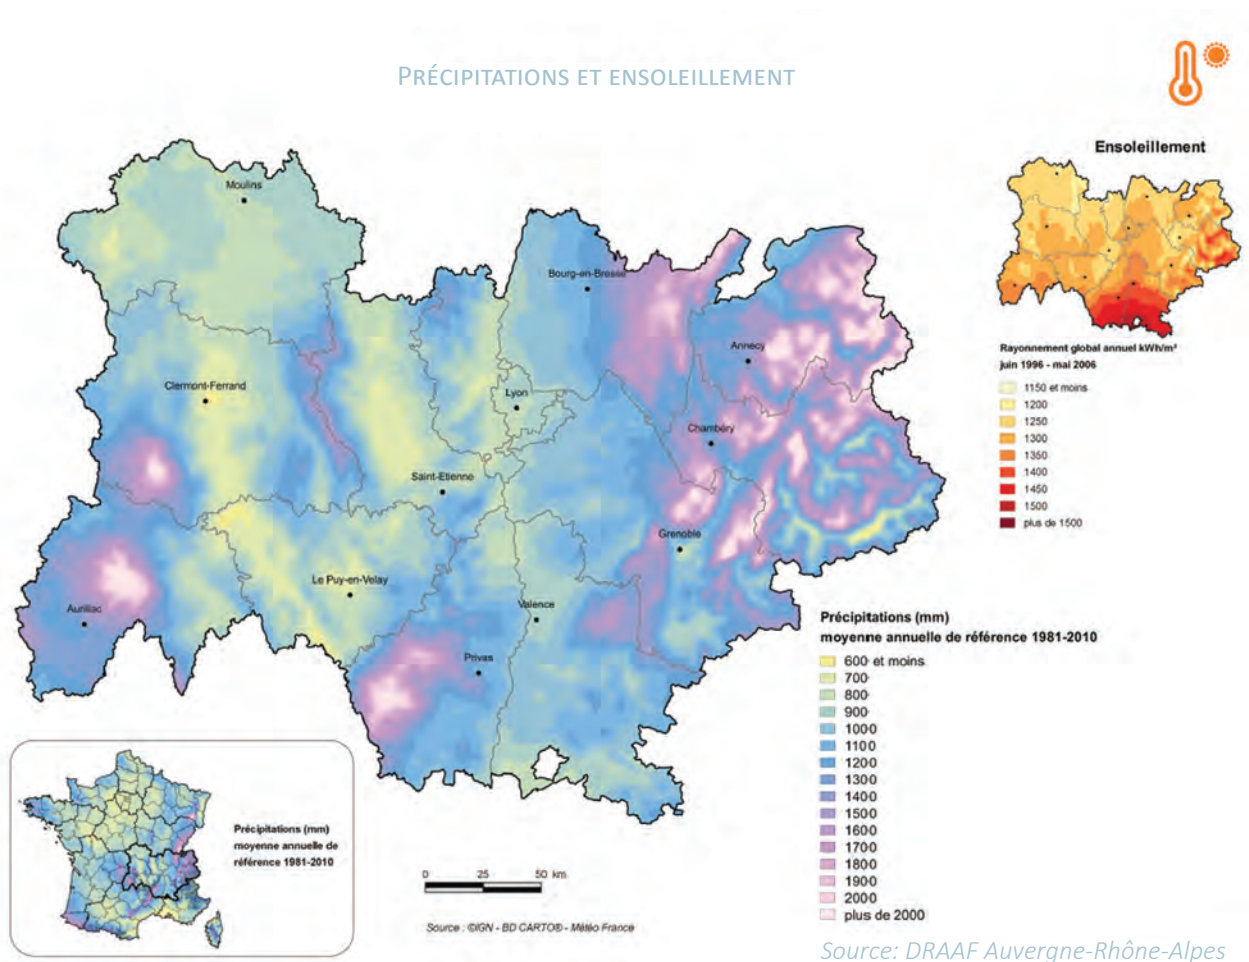 PRÉCIPITATIONS ET ENSOLEILLEMENT
Ensoleillement
Moulins
Bourg-en-Bresse
Annecy
Clermont-Ferrand
Lyon
Chambéry
Saint-Etienne
Grenoble
Le Puy-en-Velay
Aurillac
Valence
Privas
Rayonnement global annuel kWh/m²
juin 1996 - mai 2006
1150 et moins
1200
1250
1300
1350
1400
1450
1500
plus de 1500
Précipitations (mm)
moyenne annuelle de référence 1981-2010
600 et moins
700
800
900
1000
1100
1200
1300
1400
1500
1600
1700
1800
1900
2000
plus de 2000
Précipitations (mm)
moyenne annuelle de
référence 1981-2010
0 25 50 km
Source : ©IGN - BD CARTO® - Météo France
Source: DRAAF Auvergne-Rhône-Alpes